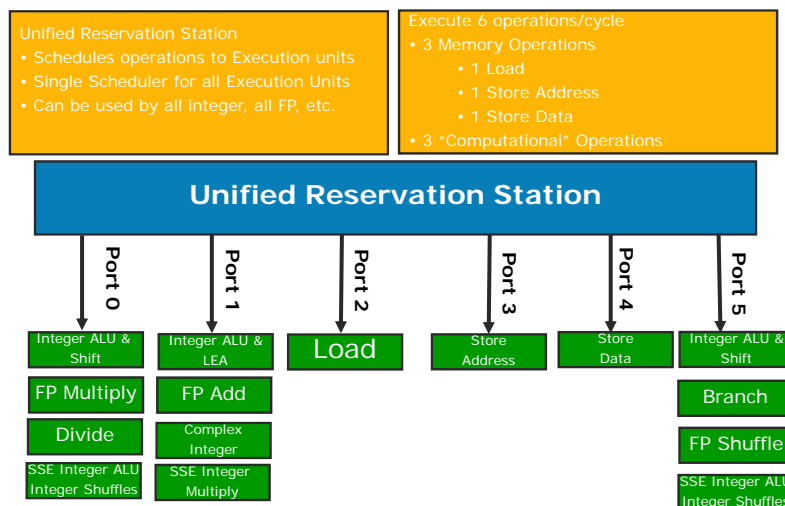 Unified Reservation Station
• Schedules operations to Execution units
• Single Scheduler for all Execution Units
• Can be used by all integer, all FP, etc.
Execute 6 operations/cycle
• 3 Memory Operations
• 1 Load
• 1 Store Address
• 1 Store Data
• 3 "Computational" Operations
Unified Reservation Station
Port 0
Port 1
Port 2
Port 3
Port 4
Port 5
Integer ALU &
Shift
FP Multiply
Divide
SSE Integer ALU
Integer Shuffles
Integer ALU &
LEA
FP Add
Complex
Integer
SSE Integer
Multiply
Load
Store
Address
Store
Data
Integer ALU &
Shift
Branch
FP Shuffle
SSE Integer ALU
Integer Shuffles